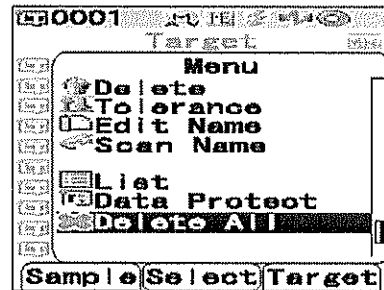 0001
Target
Menu
Delete
Tolerance
Edit Name
Scan Name
List
Data Protect
Delete All
Sample Select Target